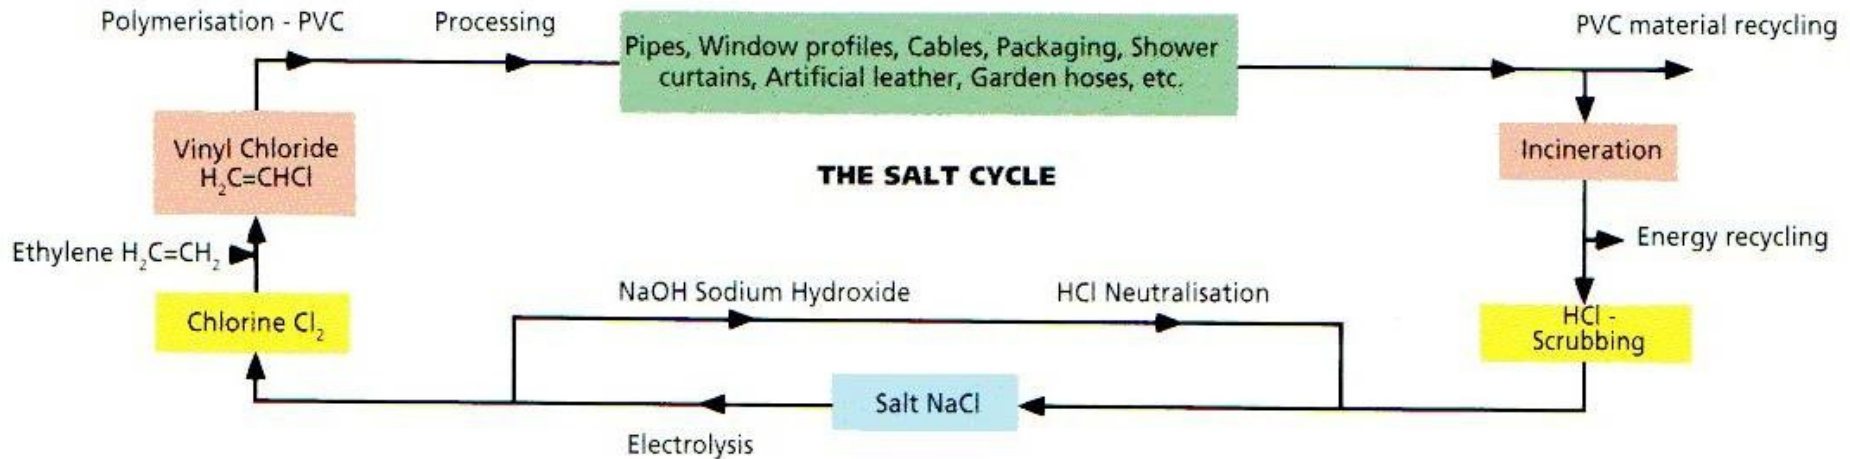 Polymerisation - PVC
Processing
Pipes, Window profiles, Cables, Packaging, Shower
curtains, Artificial leather, Garden hoses, etc.
PVC material recycling
Vinyl Chloride
H₂C=CHCl
THE SALT CYCLE
Incineration
Ethylene H₂C=CH₂
Energy recycling
NaOH Sodium Hydroxide
HCl Neutralisation
Chlorine Cl₂
HCl -
Scrubbing
Salt NaCl
Electrolysis